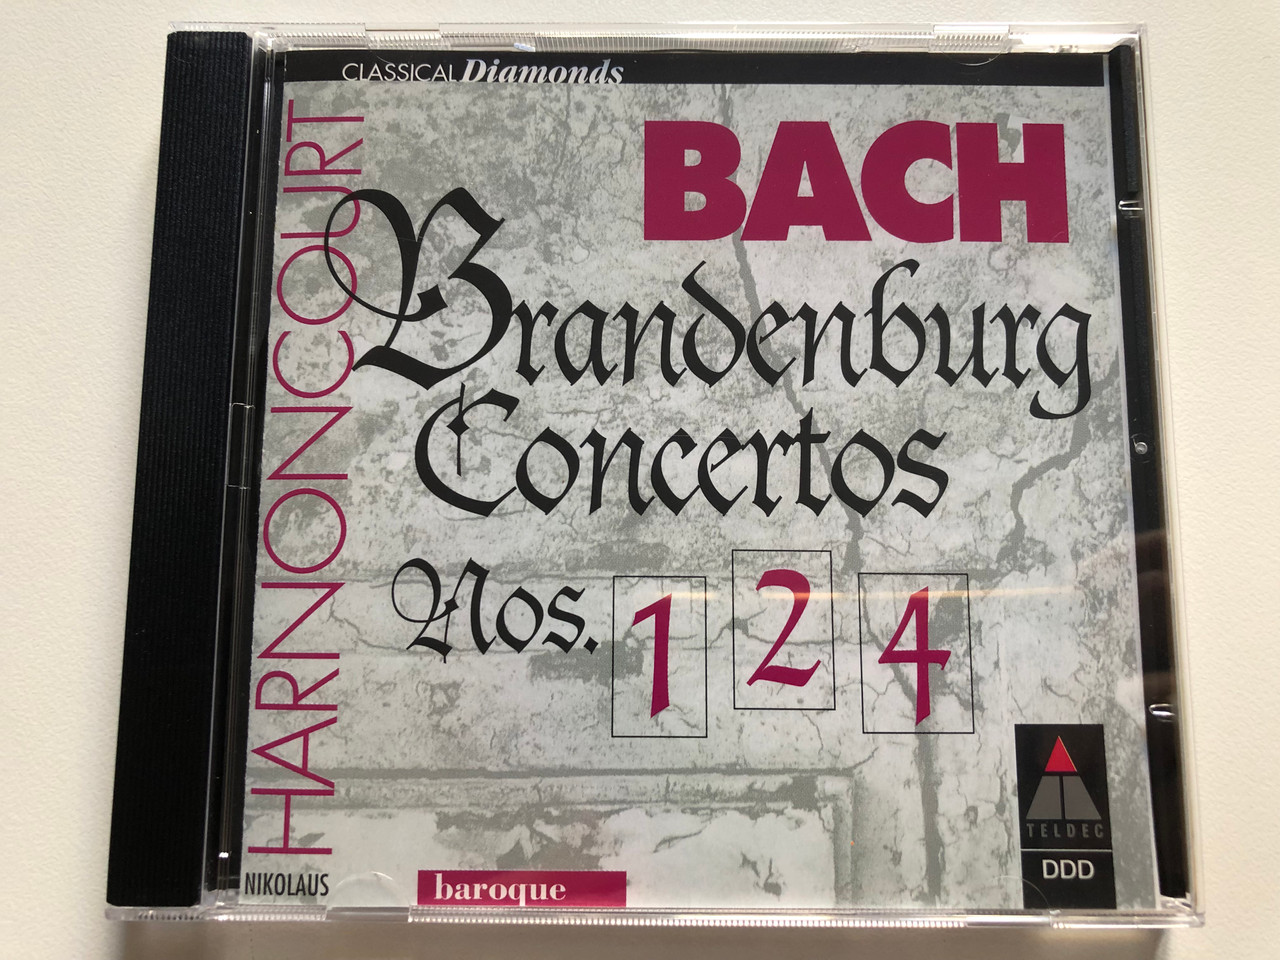 CLASSICAL Diamonds
BACH
Brandenburg
Concertos
Nos. 1 2 4
NIKOLAUS
HARNONCOURT
baroque
TELDEC
DDD